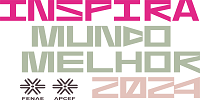 INSPIRA
MUNDO
MELHOR
2024
FENAE APCEF